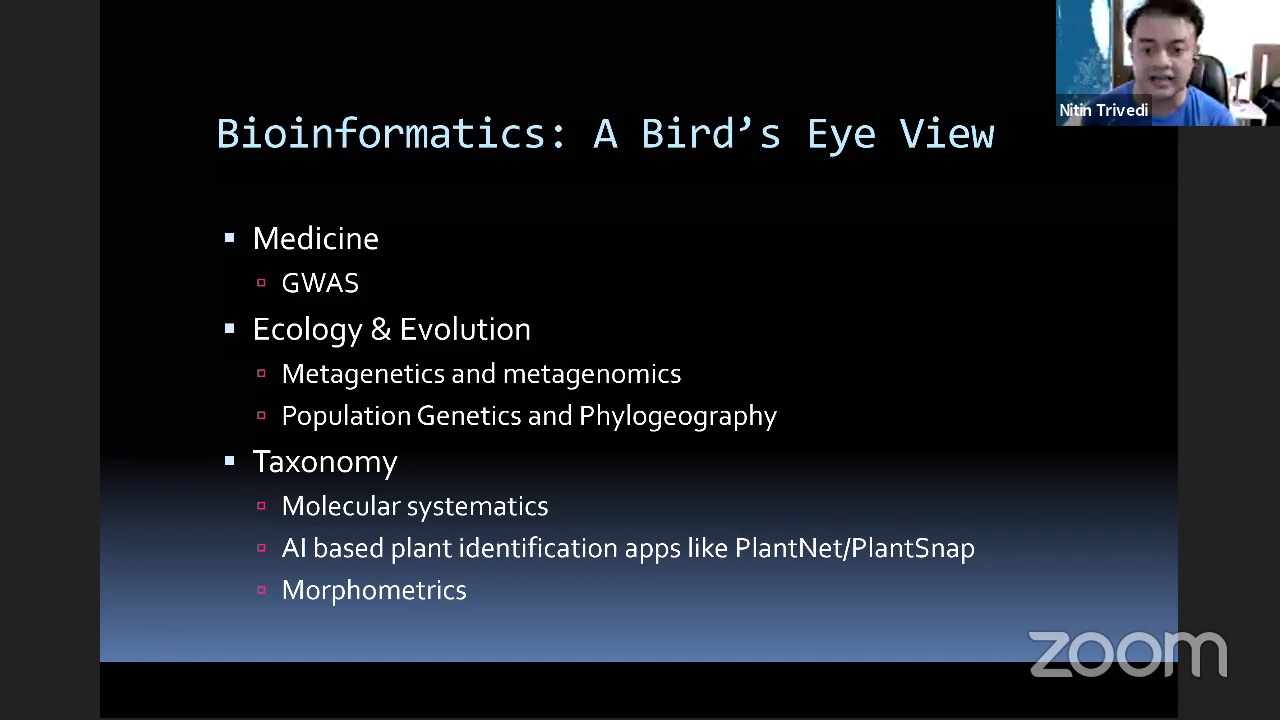 Nitin Trivedi
Bioinformatics: A Bird’s Eye View
Medicine
GWAS
Ecology & Evolution
Metagenetics and metagenomics
Population Genetics and Phylogeography
Taxonomy
Molecular systematics
AI based plant identification apps like PlantNet/PlantSnap
Morphometrics
zoom